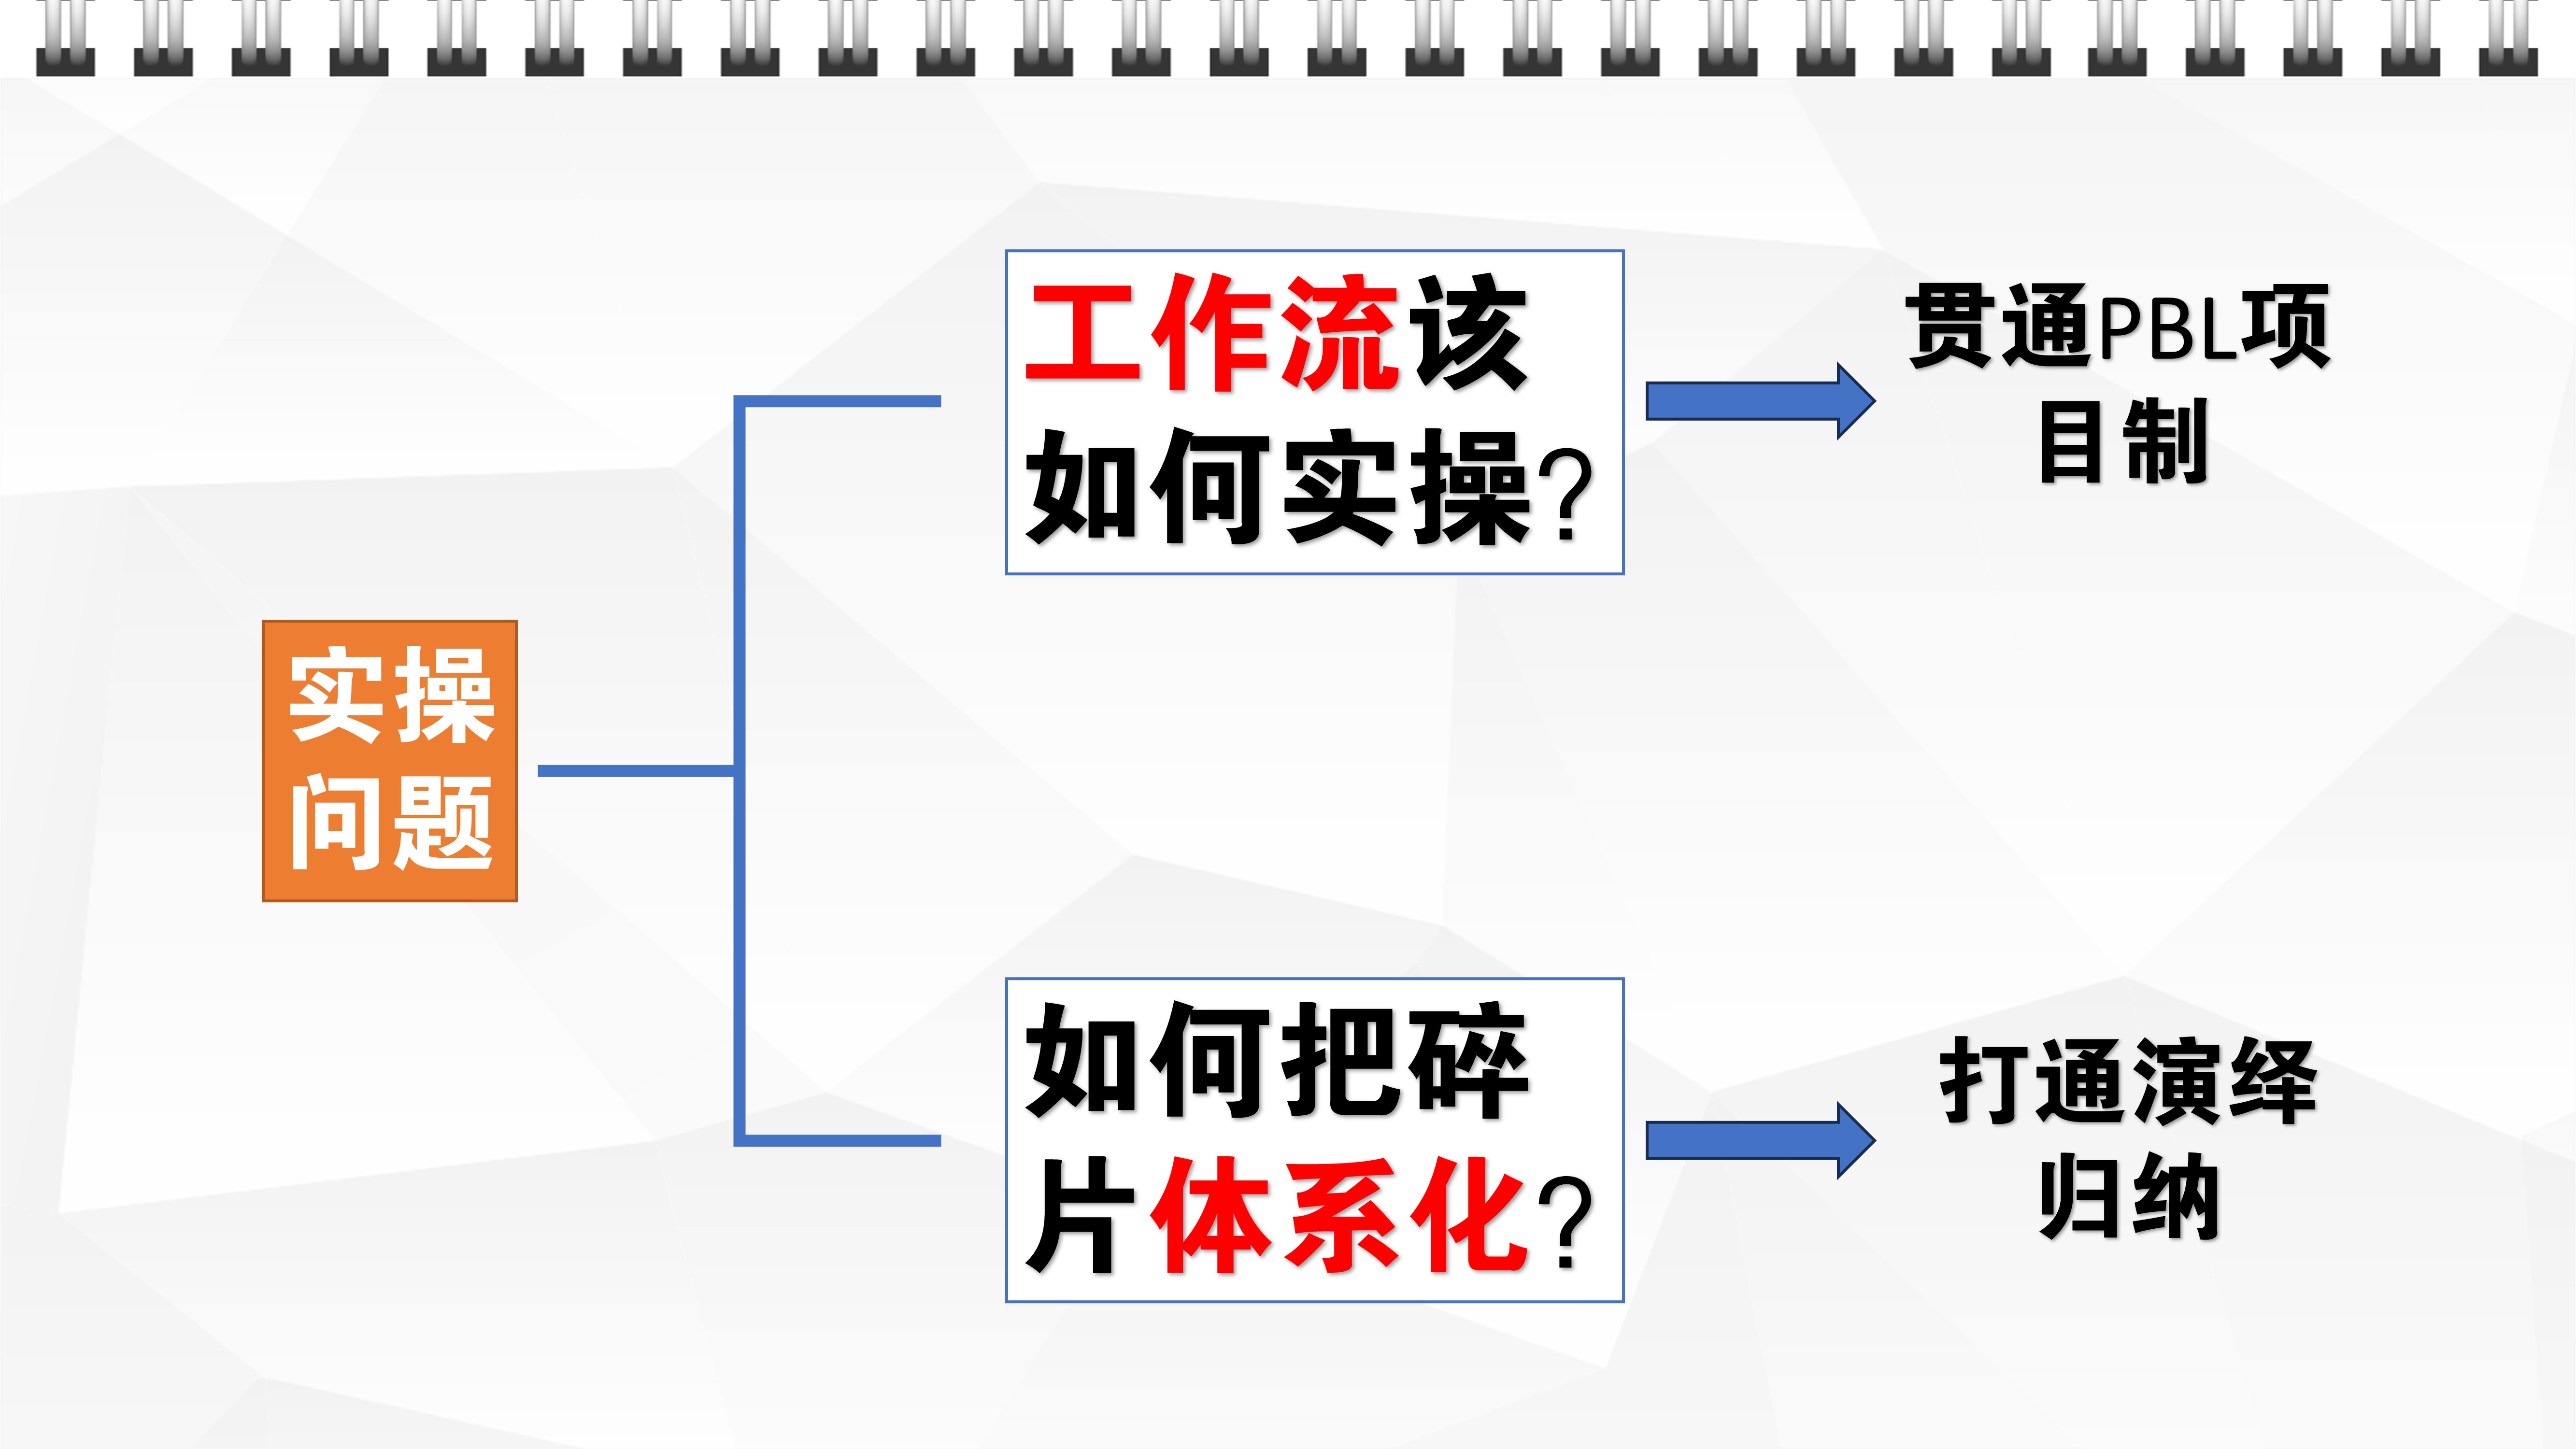 实操
问题
工作流该
如何实操?
贯通PBL项
目制
如何把碎
片体系化?
打通演绎
归纳